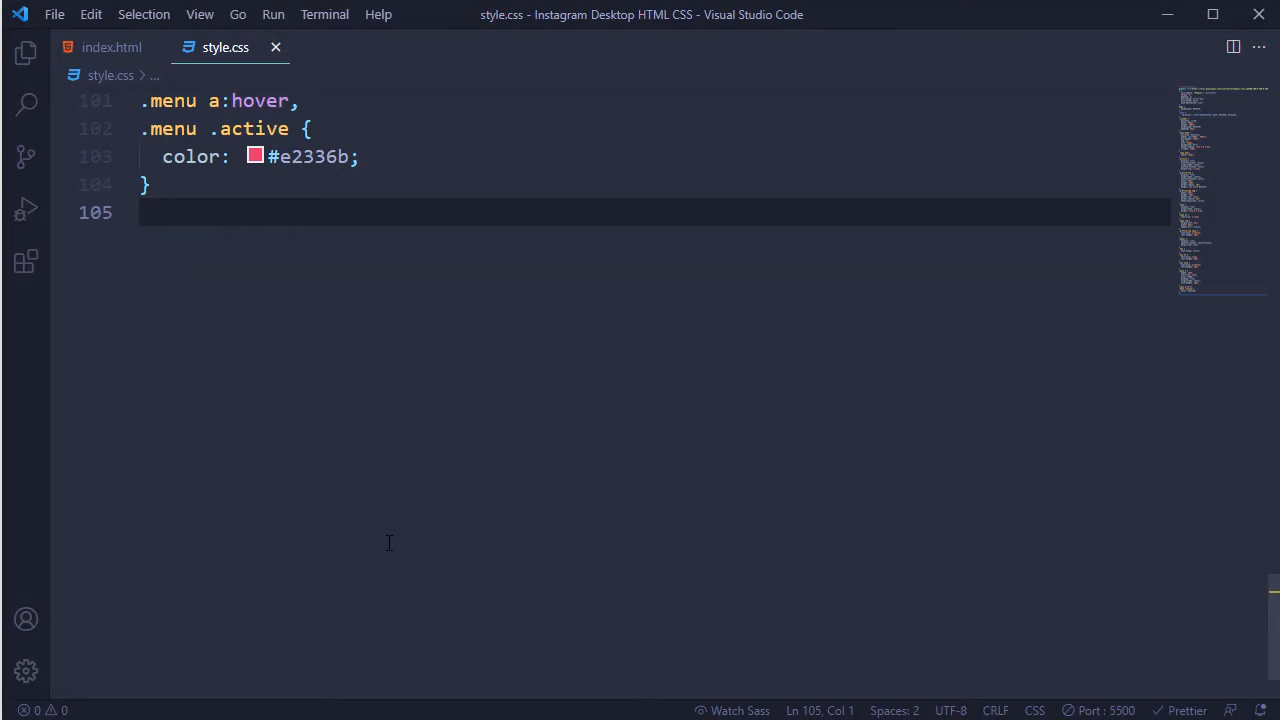 File Edit Selection View Go Run Terminal Help style.css - Instagram Desktop HTML CSS - Visual Studio Code
index.html style.css
style.css > ...
101 .menu a:hover,
102 .menu .active {
103 color: #e2336b;
104 }
105
0 0 Watch Sass Ln 105, Col 1 Spaces: 2 UTF-8 CRLF CSS Port : 5500 Prettier